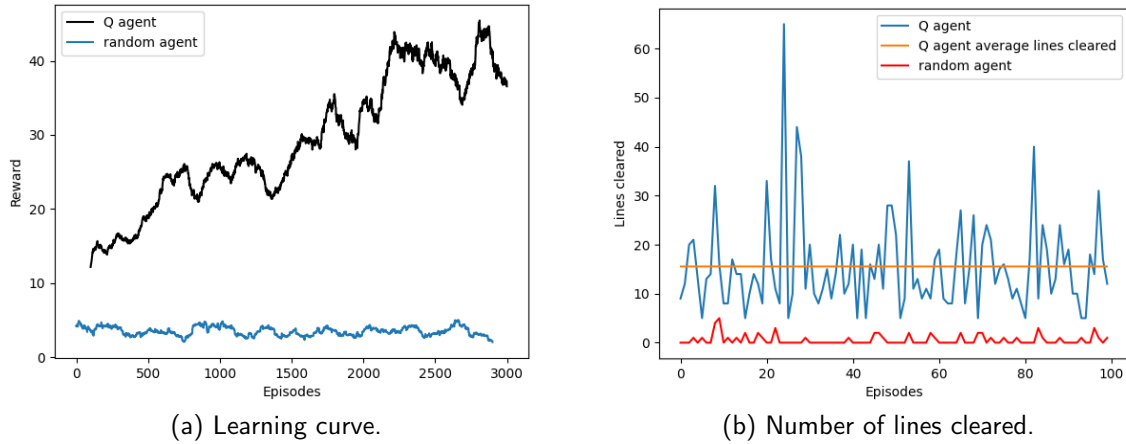 Q agent
random agent
Reward
40
30
20
10
0
0 500 1000 1500 2000 2500 3000
Episodes
(a) Learning curve.
Q agent
Q agent average lines cleared
random agent
Lines cleared
60
50
40
30
20
10
0
0 20 40 60 80 100
Episodes
(b) Number of lines cleared.